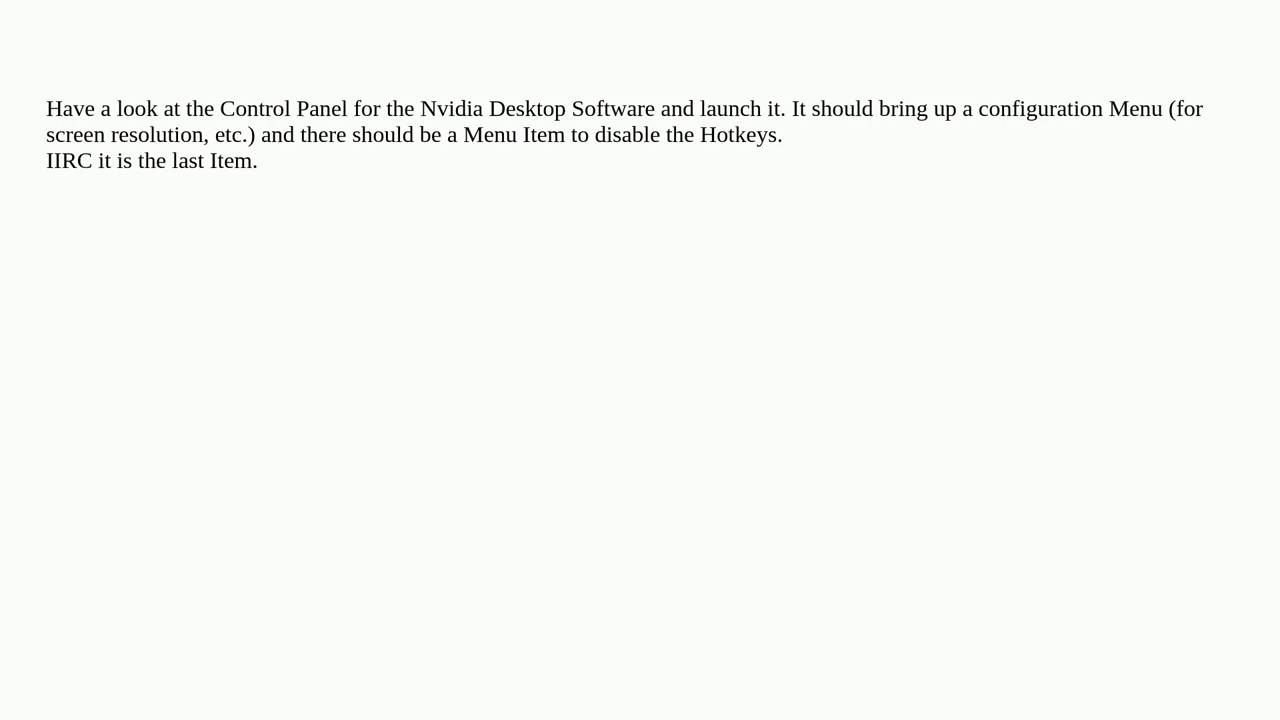 Have a look at the Control Panel for the Nvidia Desktop Software and launch it. It should bring up a configuration Menu (for
screen resolution, etc.) and there should be a Menu Item to disable the Hotkeys.
IIRC it is the last Item.